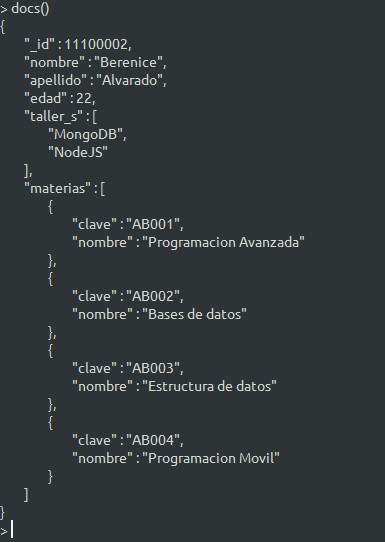 > docs()
{
"_id" : 11100002,
"nombre" : "Berenice",
"apellido" : "Alvarado",
"edad" : 22,
"taller_s" : [
"MongoDB",
"NodeJS"
],
"materias" : [
{
"clave" : "AB001",
"nombre" : "Programacion Avanzada"
},
{
"clave" : "AB002",
"nombre" : "Bases de datos"
},
{
"clave" : "AB003",
"nombre" : "Estructura de datos"
},
{
"clave" : "AB004",
"nombre" : "Programacion Movil"
}
]
}
>